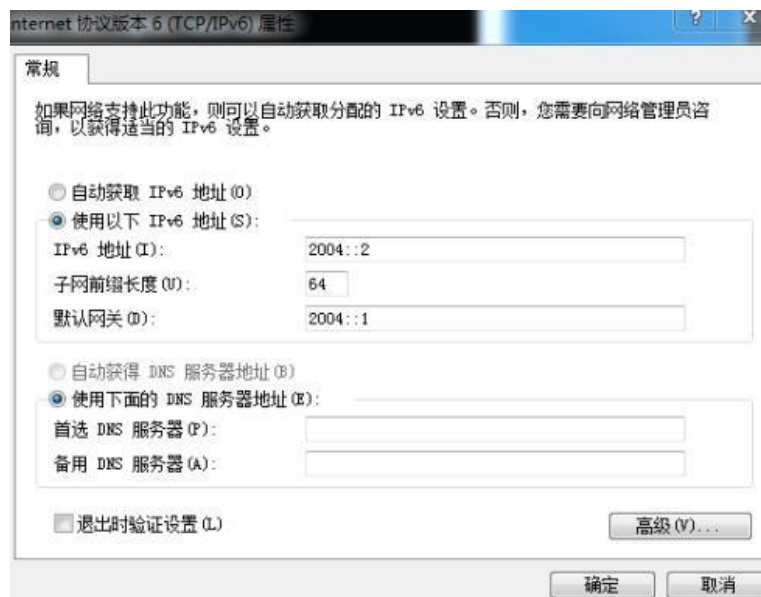 nternet 协议版本 6 (TCP/IPv6) 属性
常规
如果网络支持此功能，则可以自动获取分配的 IPv6 设置。否则，您需要向网络管理员咨
询，以获得适当的 IPv6 设置。
自动获取 IPv6 地址(O)
使用以下 IPv6 地址(S):
IPv6 地址(I): 2004::2
子网前缀长度(U): 64
默认网关(D): 2004::1
自动获得 DNS 服务器地址(B)
使用下面的 DNS 服务器地址(E):
首选 DNS 服务器(P):
备用 DNS 服务器(A):
退出时验证设置(L)
高级(V)...
确定 取消